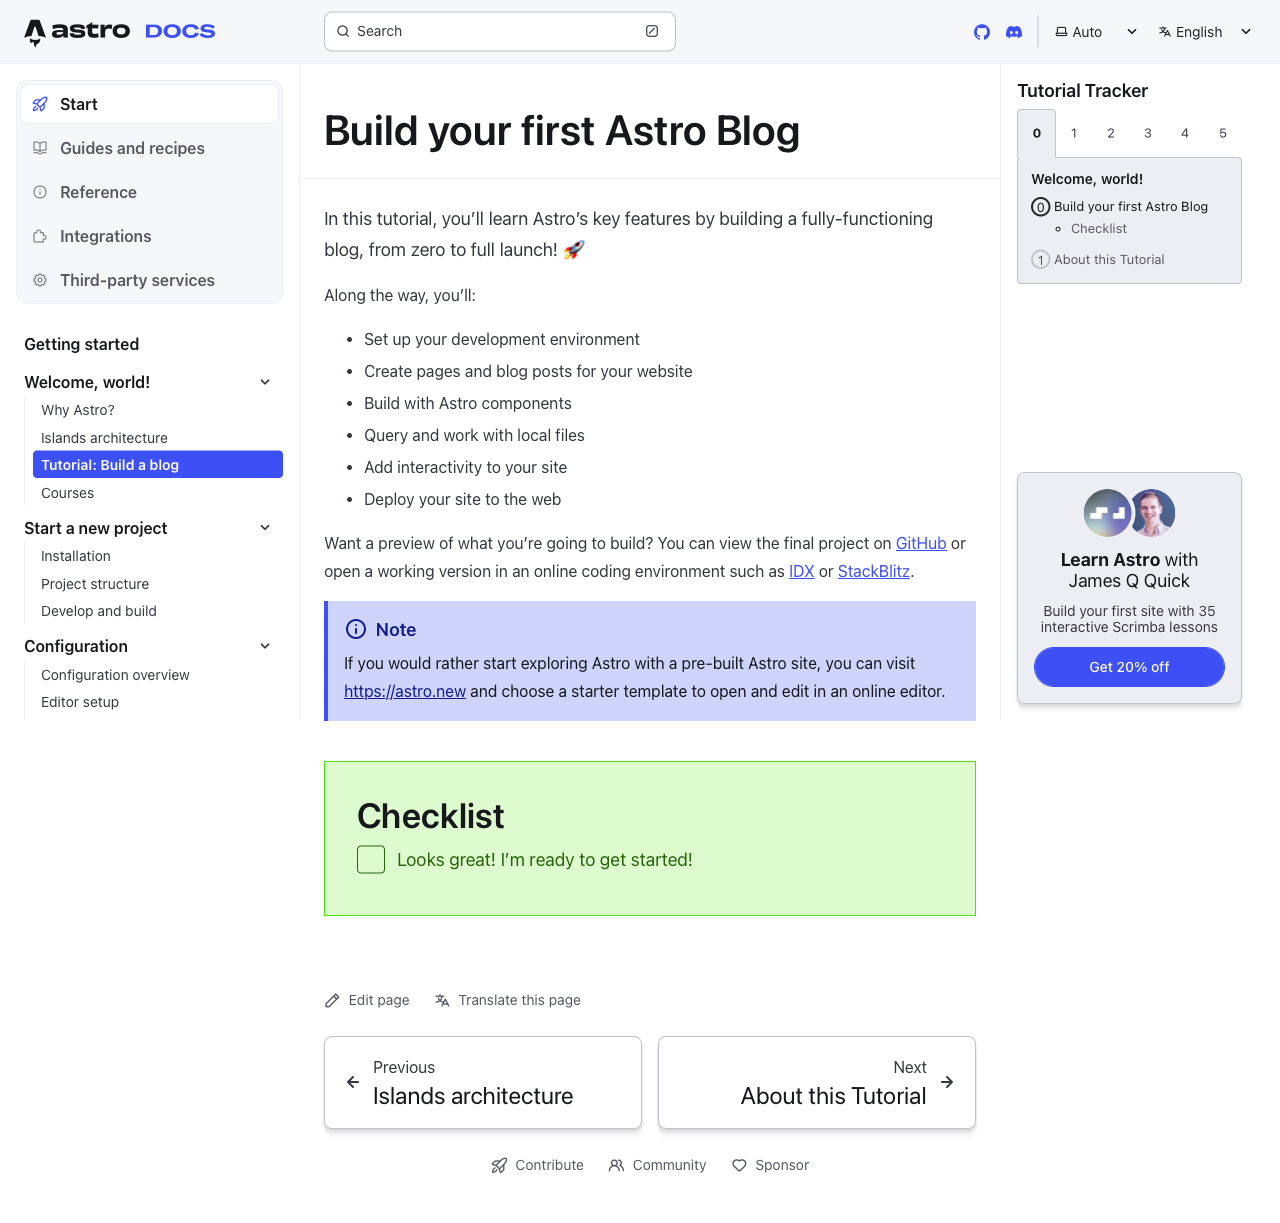 astro DOCS
Search
Auto
English
Start
Guides and recipes
Reference
Integrations
Third-party services
Getting started
Welcome, world!
Why Astro?
Islands architecture
Tutorial: Build a blog
Courses
Start a new project
Installation
Project structure
Develop and build
Configuration
Configuration overview
Editor setup
Build your first Astro Blog
In this tutorial, you’ll learn Astro’s key features by building a fully-functioning
blog, from zero to full launch! 🚀
Along the way, you’ll:
• Set up your development environment
• Create pages and blog posts for your website
• Build with Astro components
• Query and work with local files
• Add interactivity to your site
• Deploy your site to the web
Want a preview of what you’re going to build? You can view the final project on GitHub or
open a working version in an online coding environment such as IDX or StackBlitz.
Note
If you would rather start exploring Astro with a pre-built Astro site, you can visit
https://astro.new and choose a starter template to open and edit in an online editor.
Checklist
Looks great! I’m ready to get started!
Edit page
Translate this page
Previous
Islands architecture
Next
About this Tutorial
Contribute
Community
Sponsor
Tutorial Tracker
0 1 2 3 4 5
Welcome, world!
0 Build your first Astro Blog
Checklist
1 About this Tutorial
Learn Astro with
James Q Quick
Build your first site with 35
interactive Scrimba lessons
Get 20% off